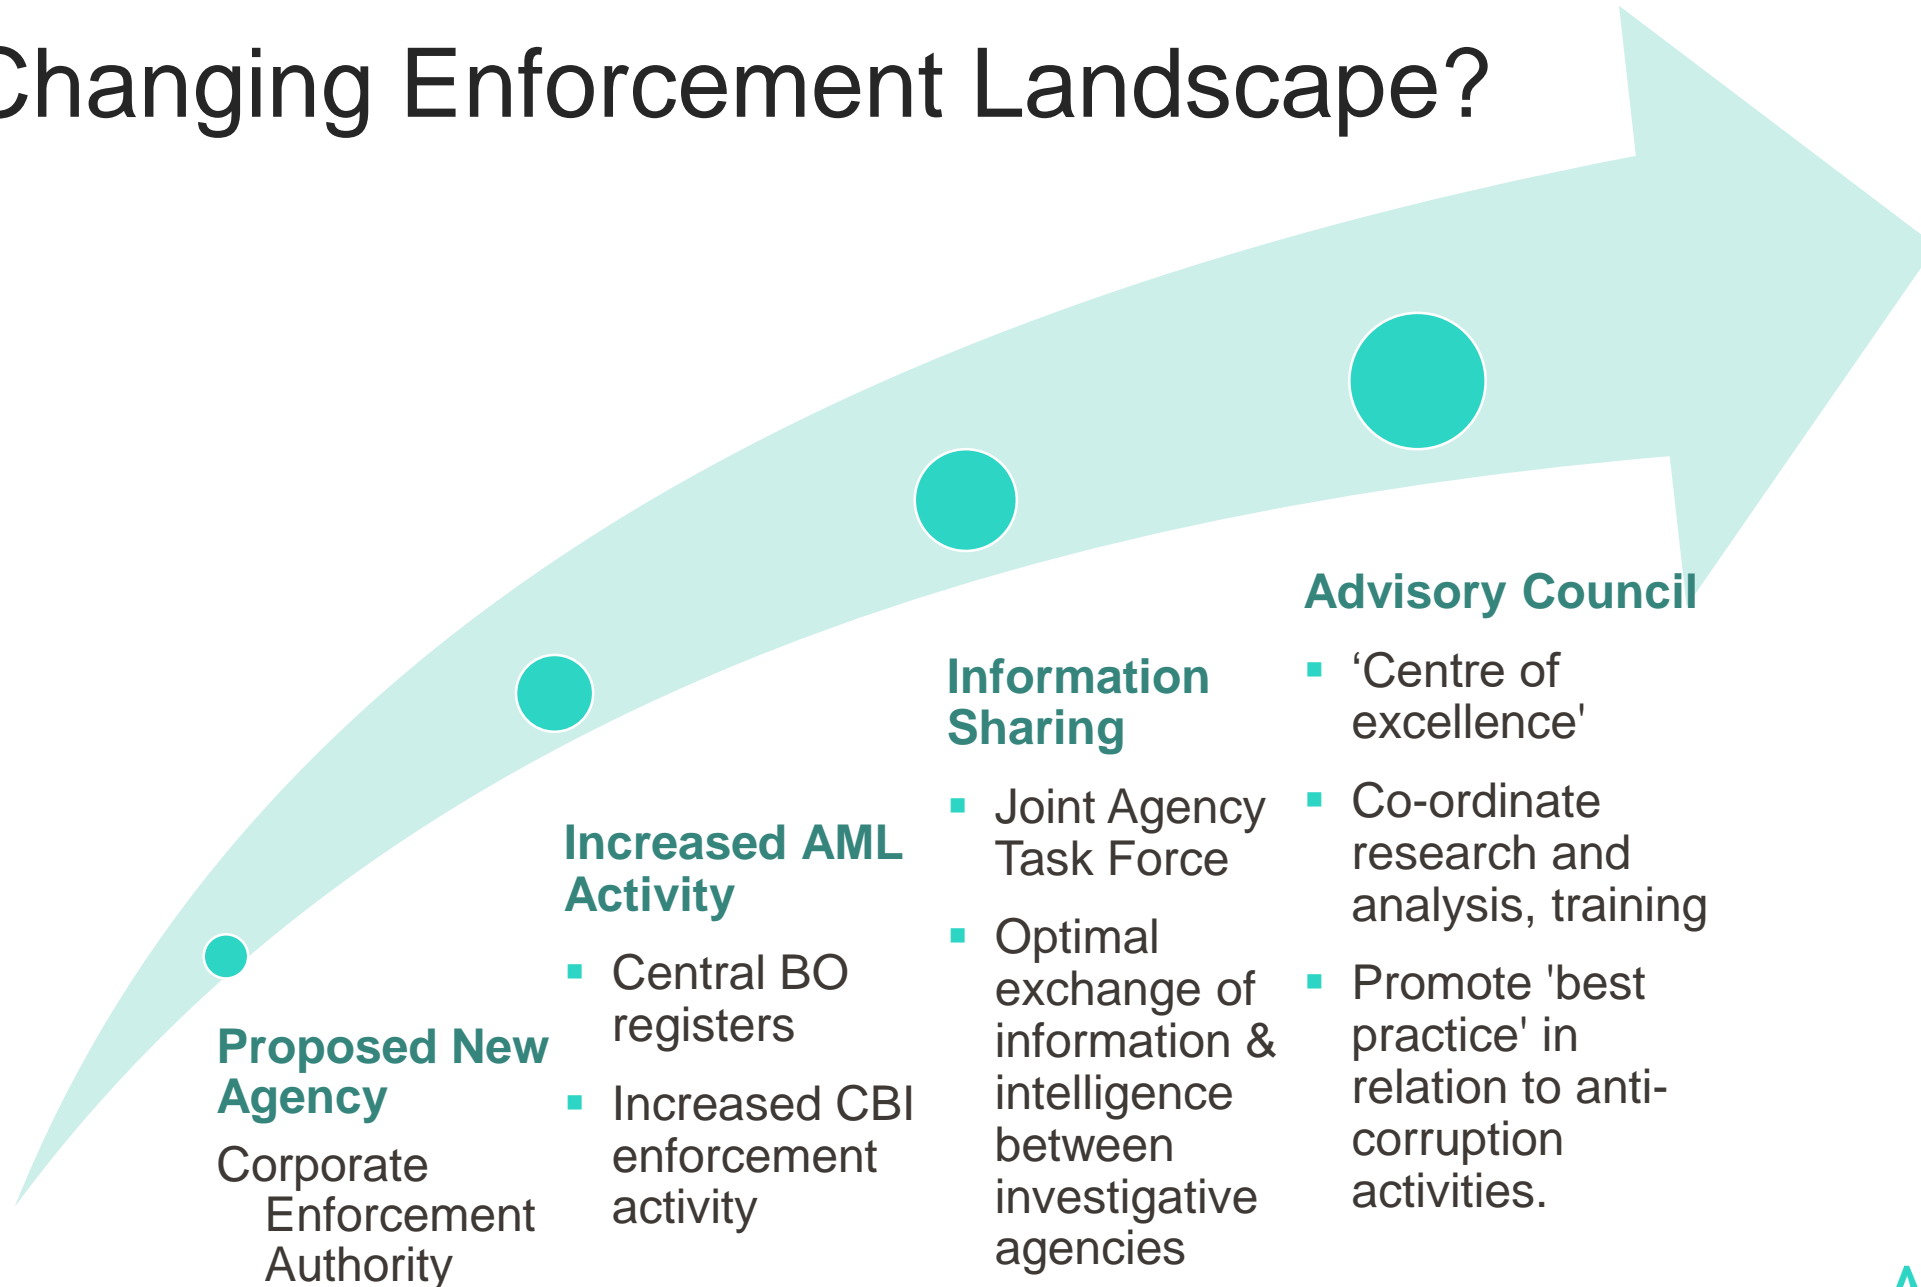 Changing Enforcement Landscape?
Proposed New
Agency
Corporate
Enforcement
Authority
Increased AML
Activity
▪ Central BO
registers
▪ Increased CBI
enforcement
activity
Information
Sharing
▪ Joint Agency
Task Force
▪ Optimal
exchange of
information &
intelligence
between
investigative
agencies
Advisory Council
▪ ‘Centre of
excellence'
▪ Co-ordinate
research and
analysis, training
▪ Promote 'best
practice' in
relation to anti-
corruption
activities.